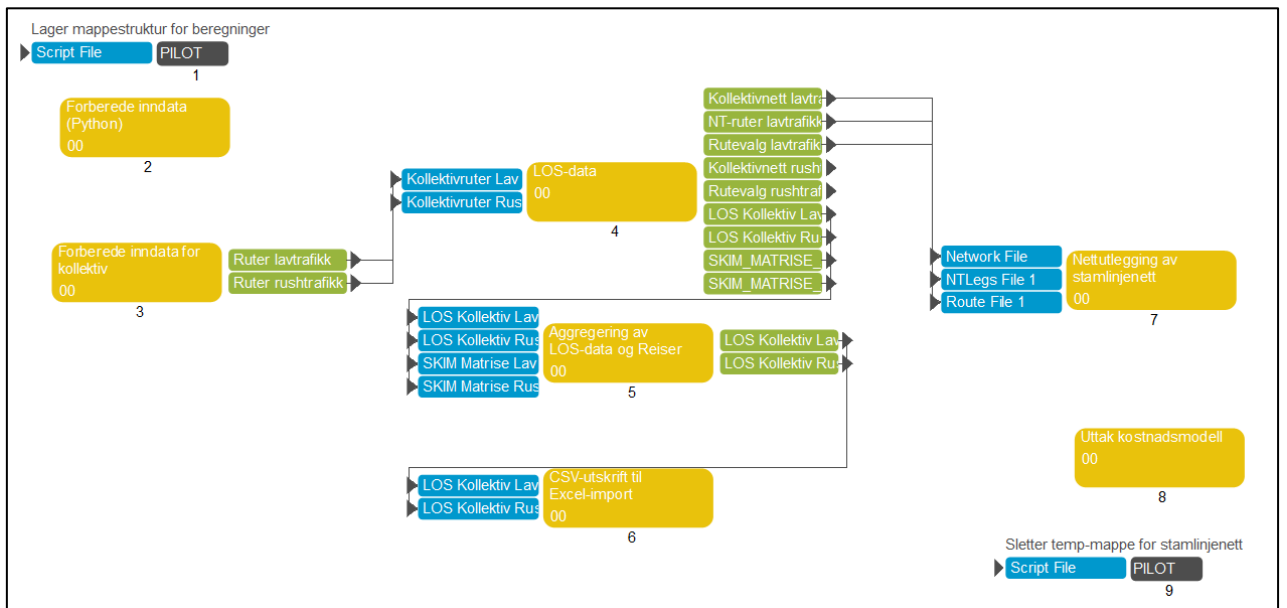 Lager mappestruktur for beregninger
Script File
PILOT
1
Forberede inndata
(Python)
00
2
Forberede inndata for
kollektiv
00
3
Ruter lavtrafikk
Ruter rushtrafikk
Kollektivruter Lav
Kollektivruter Rus
LOS-data
00
4
Kollektivnett lavtr
NT-ruter lavtrafikk
Rutevalg lavtrafik
Kollektivnett rush
Rutevalg rushtraf
LOS Kollektiv Lav
LOS Kollektiv Ru
SKIM_MATRISE_
SKIM_MATRISE_
LOS Kollektiv Lav
LOS Kollektiv Rus
SKIM Matrise Lav
SKIM Matrise Rus
Aggregering av
LOS-data og Reiser
00
5
LOS Kollektiv Lav
LOS Kollektiv Ru
LOS Kollektiv Lav
LOS Kollektiv Rus
CSV-utskrift til
Excel-import
00
6
Network File
NTLegs File 1
Route File 1
Nettutlegging av
stamlinjenett
00
7
Uttak kostnadsmodell
00
8
Sletter temp-mappe for stamlinjenett
Script File
PILOT
9